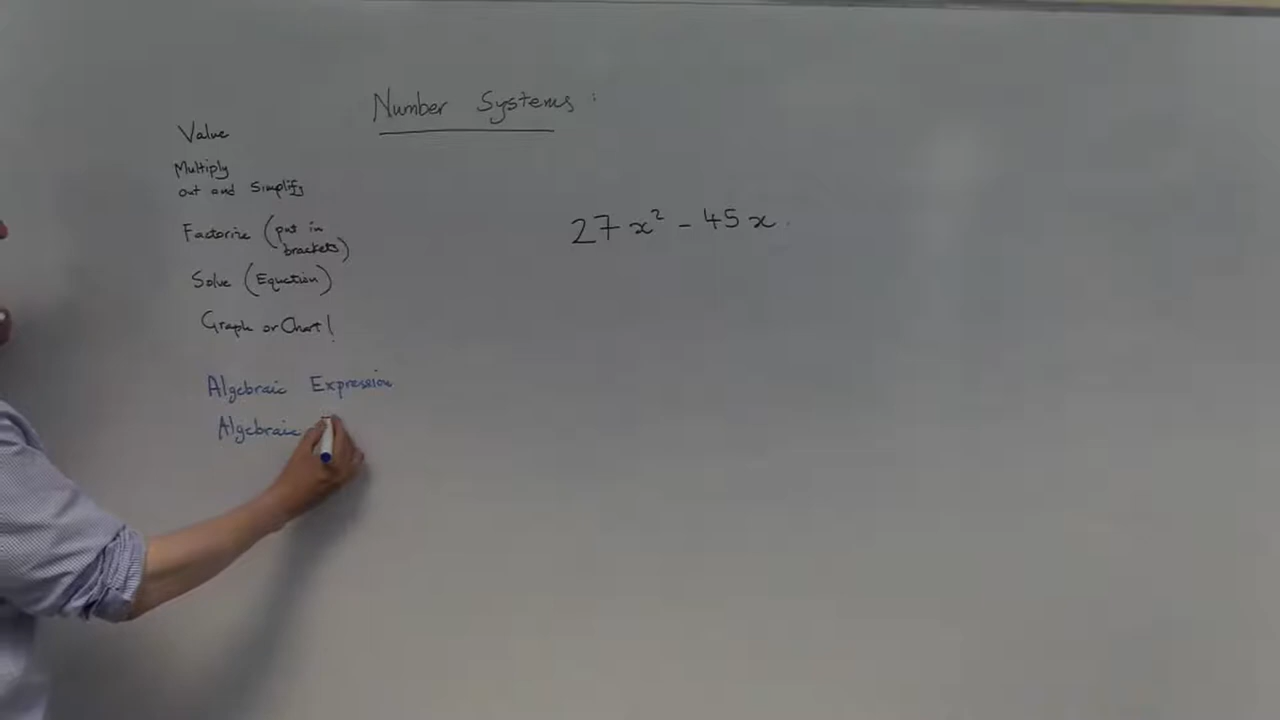 Number Systems :
Value
Multiply
out and Simplify
Factorize (put in
brackets)
Solve (Equation)
Graph or Chart!
Algebraic Expression
Algebraic
27x² - 45x